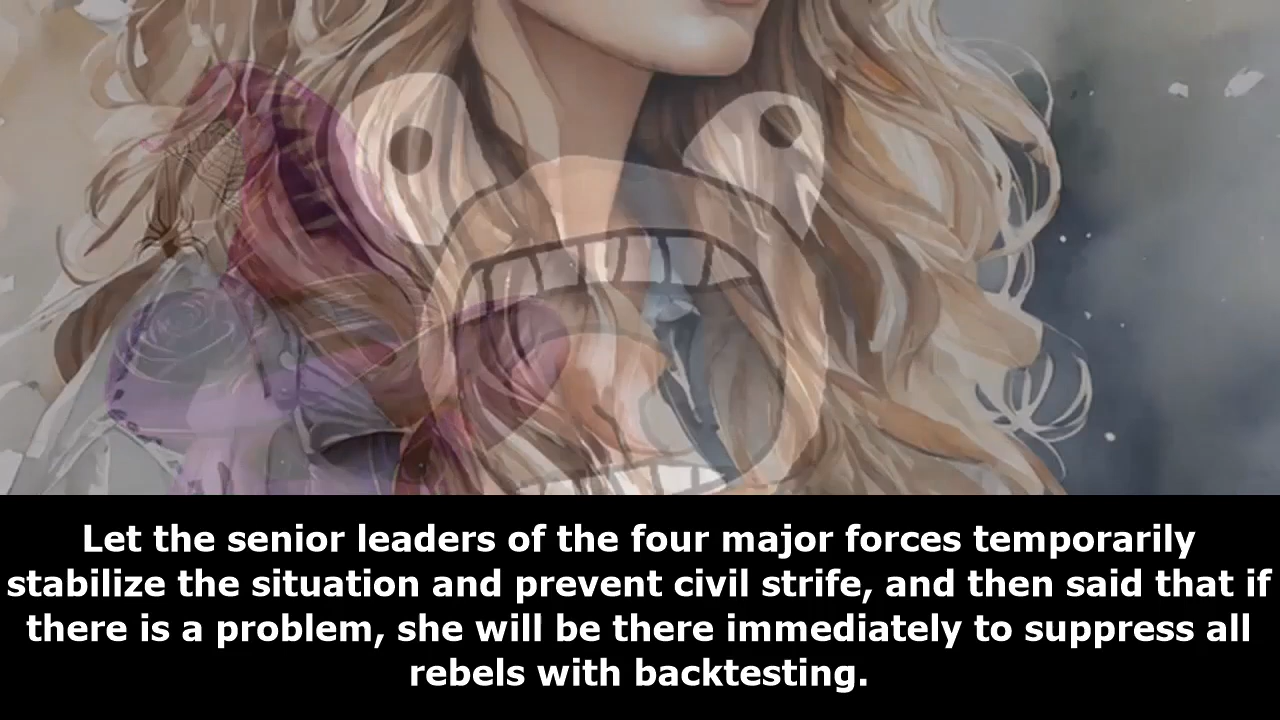 Let the senior leaders of the four major forces temporarily
stabilize the situation and prevent civil strife, and then said that if
there is a problem, she will be there immediately to suppress all
rebels with backtesting.